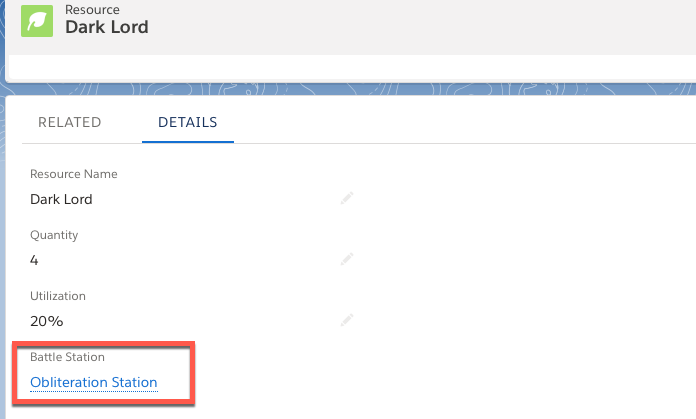 Resource
Dark Lord
RELATED DETAILS
Resource Name
Dark Lord
Quantity
4
Utilization
20%
Battle Station
Obliteration Station